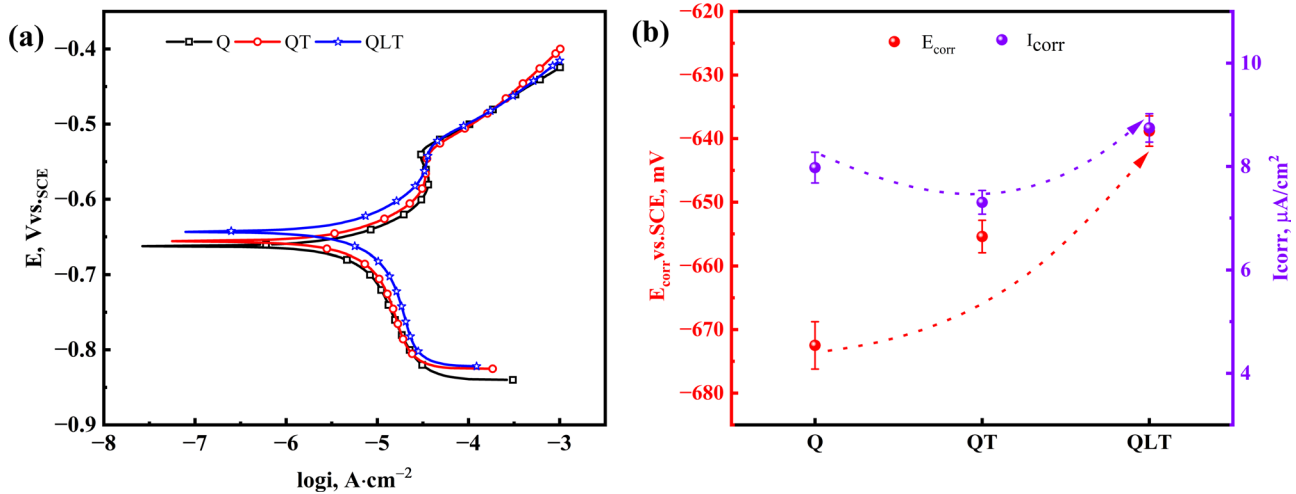 (a)
Q QT QLT
E, Vvs.SCE
−0.4
−0.5
−0.6
−0.7
−0.8
−0.9
−8 −7 −6 −5 −4 −3
logi, A·cm−2
(b)
Ecorr Icorr
Ecorrvs.SCE, mV
−620
−630
−640
−650
−660
−670
−680
Q QT QLT
10
8
6
4
Icorr, μA/cm2